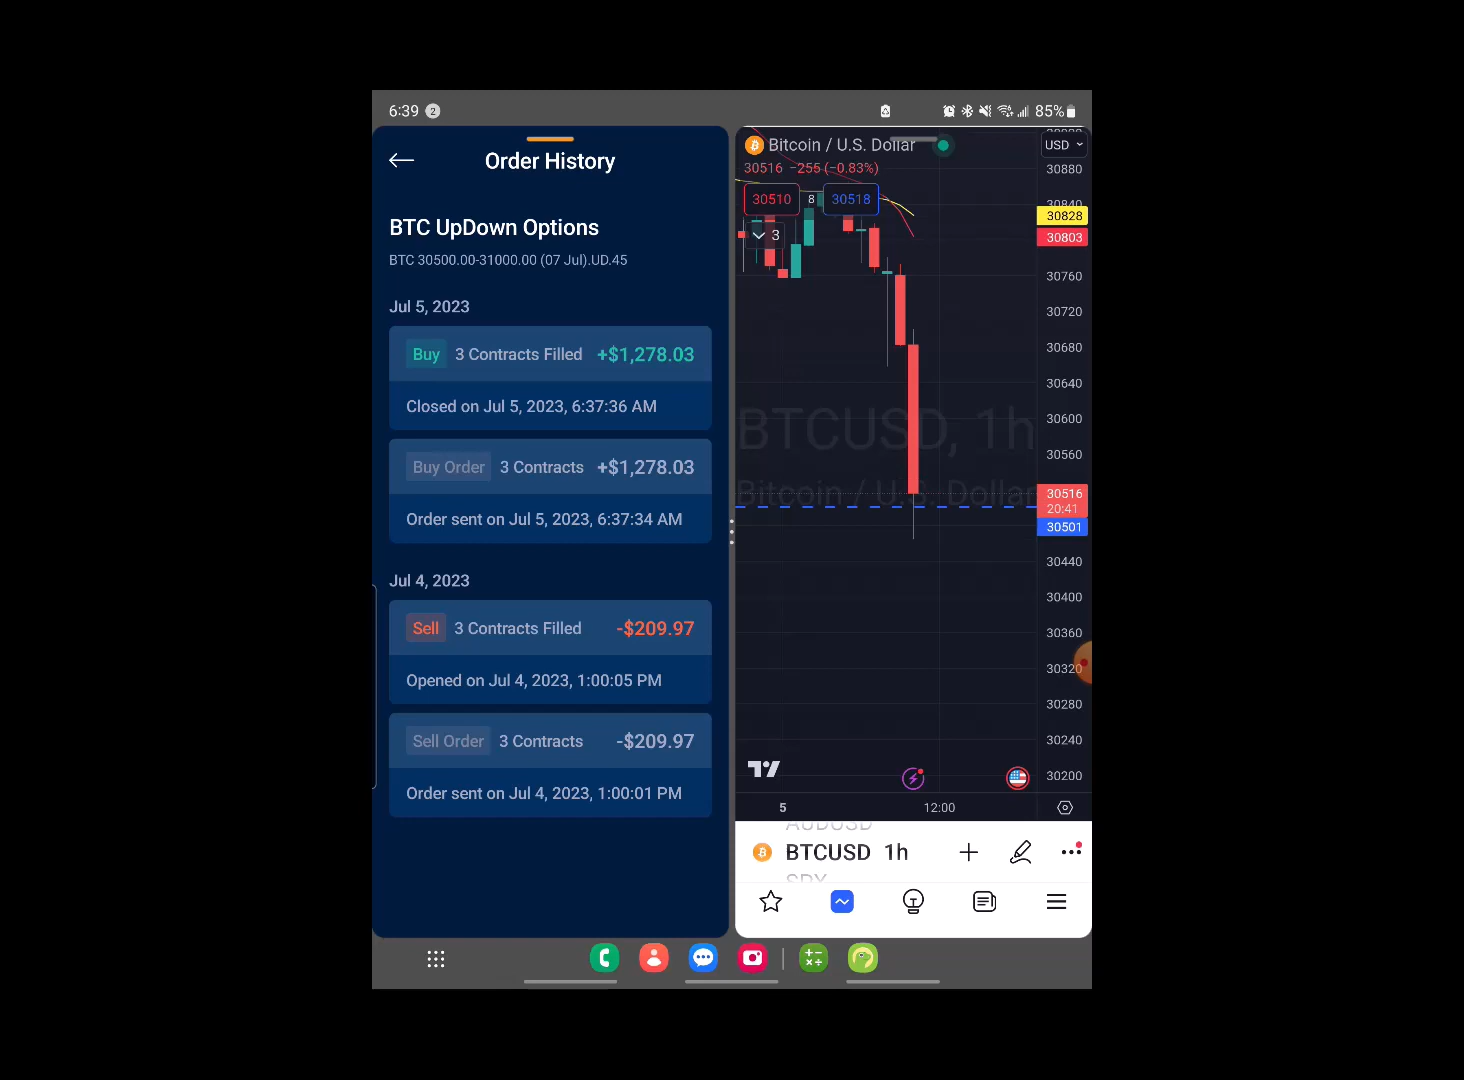 6:39 2
85%
Order History
BTC UpDown Options
BTC 30500.00-31000.00 (07 Jul).UD.45
Jul 5, 2023
Buy 3 Contracts Filled +$1,278.03
Closed on Jul 5, 2023, 6:37:36 AM
Buy Order 3 Contracts +$1,278.03
Order sent on Jul 5, 2023, 6:37:34 AM
Jul 4, 2023
Sell 3 Contracts Filled -$209.97
Opened on Jul 4, 2023, 1:00:05 PM
Sell Order 3 Contracts -$209.97
Order sent on Jul 4, 2023, 1:00:01 PM
Bitcoin / U.S. Dollar
USD
30516 −255 (−0.83%)
30510 8 30518
3
BTCUSD, 1h
Bitcoin / U.S. Dollar
30880
30840
30828
30803
30760
30720
30680
30640
30600
30560
30516
20:41
30501
30440
30400
30360
30320
30280
30240
30200
5 12:00
AUDUSD
BTCUSD 1h
SPY